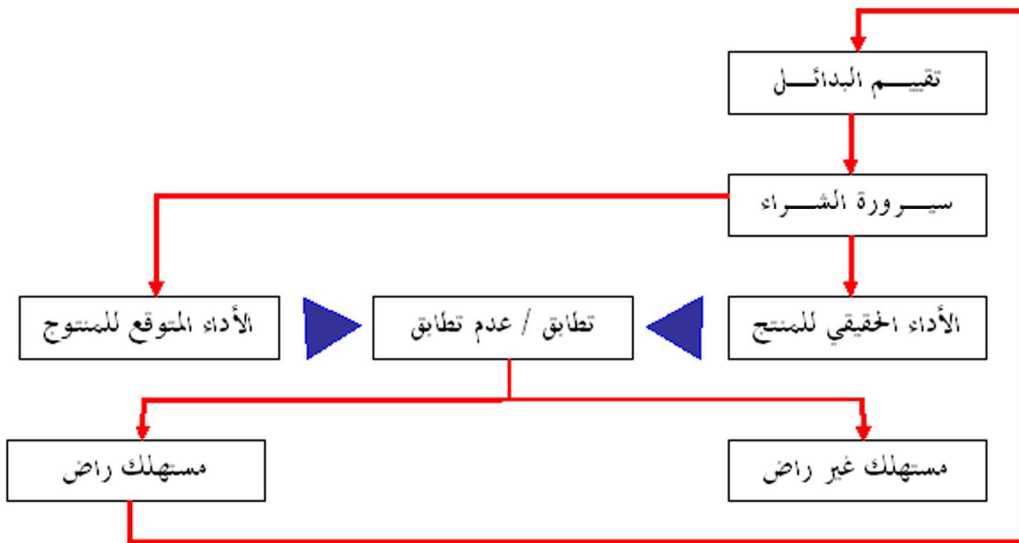 تقييم البدائل
سيرورة الشراء
الأداء الحقيقي للمنتج
تطابق / عدم تطابق
الأداء المتوقع للمنتوج
مستهلك غير راض
مستهلك راض